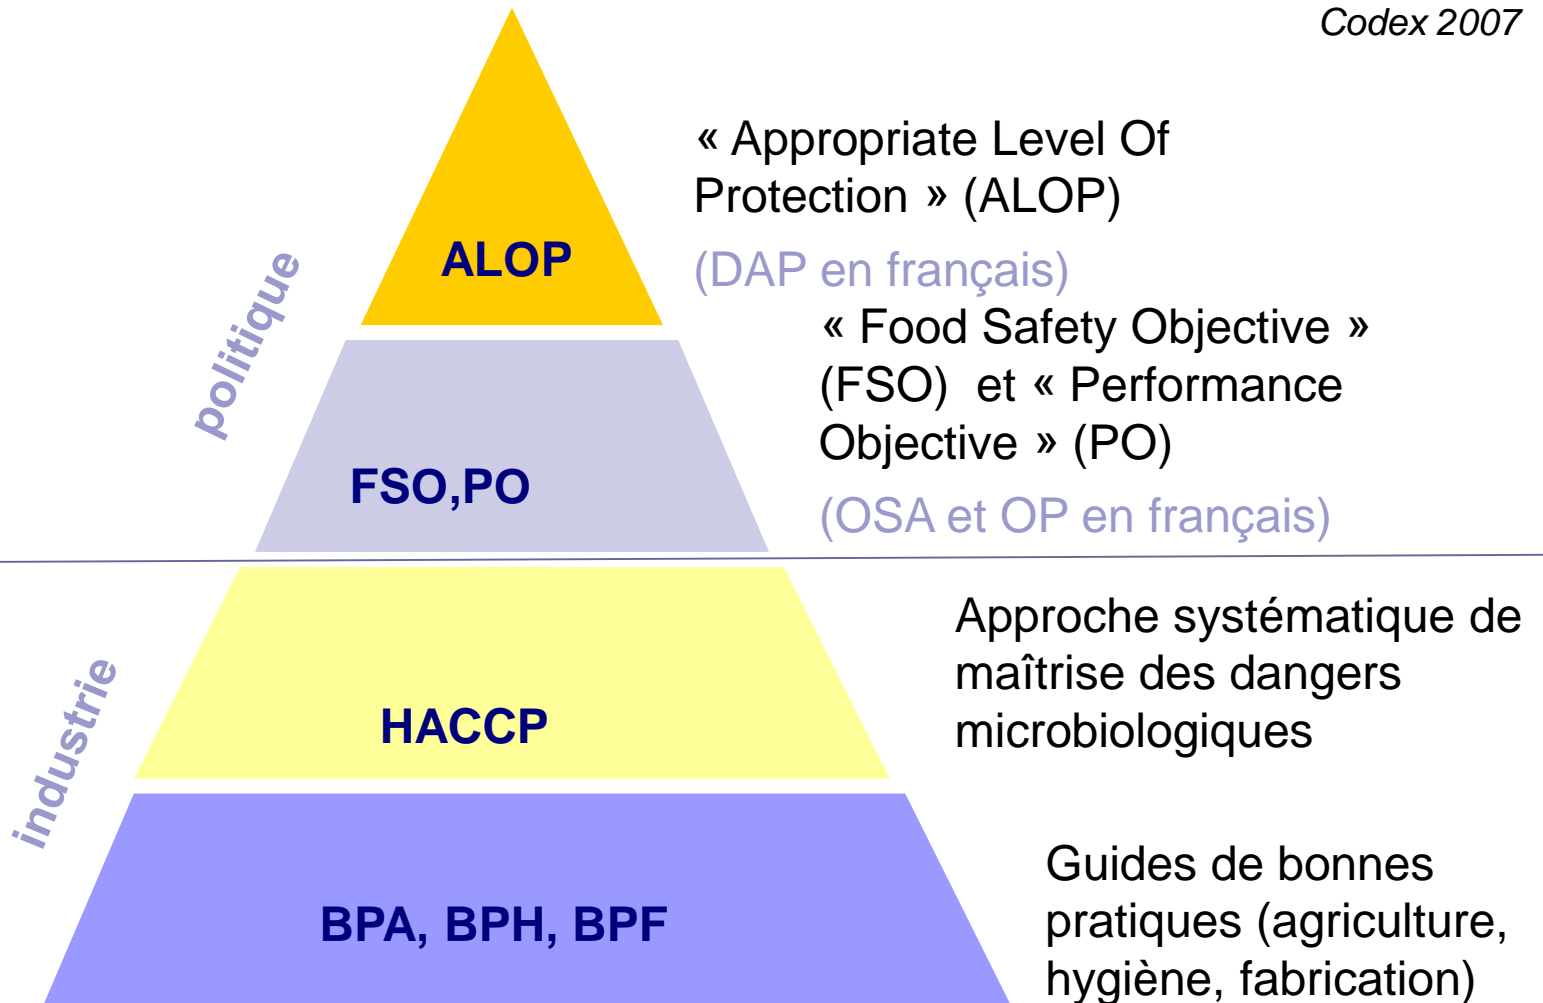 Codex 2007
« Appropriate Level Of
Protection » (ALOP)
ALOP
(DAP en français)
politique
« Food Safety Objective »
(FSO) et « Performance
Objective » (PO)
FSO,PO
(OSA et OP en français)
Approche systématique de
maîtrise des dangers
microbiologiques
HACCP
industrie
Guides de bonnes
pratiques (agriculture,
hygiène, fabrication)
BPA, BPH, BPF